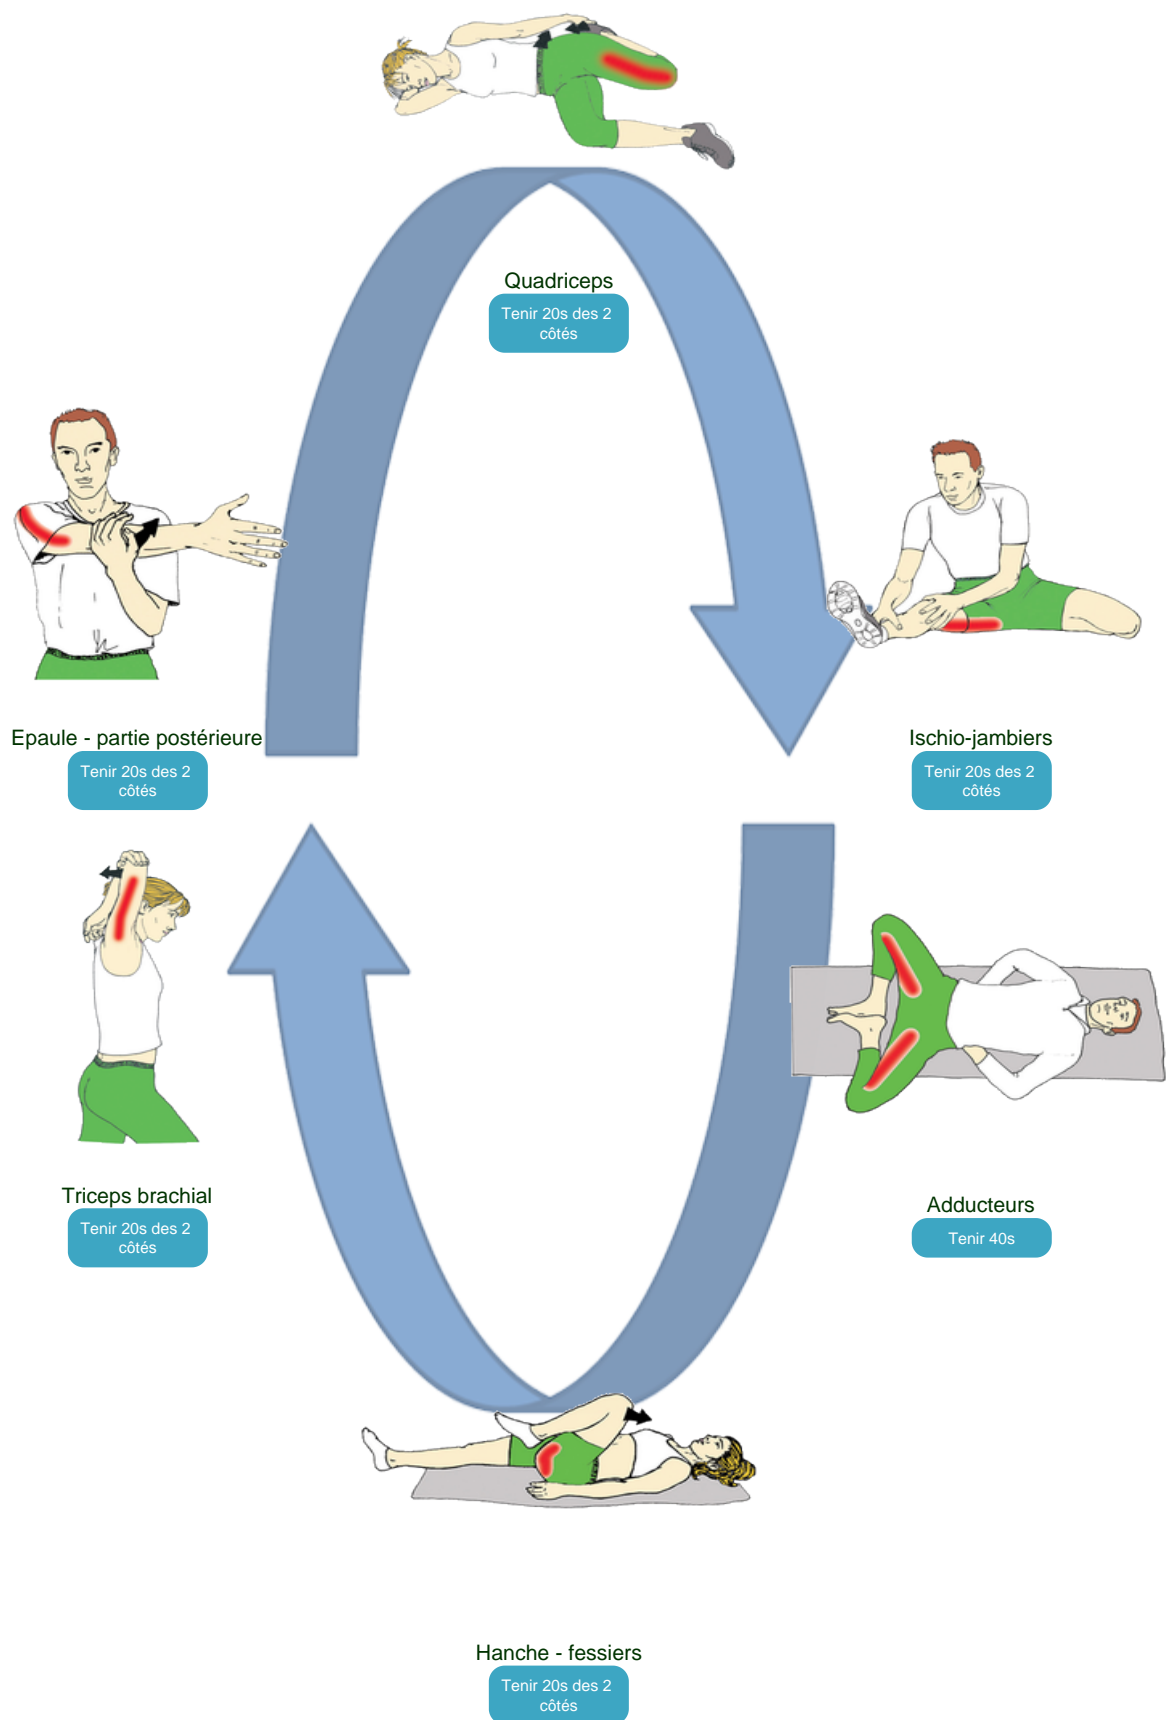 Quadriceps
Tenir 20s des 2
côtés
Epaule - partie postérieure
Tenir 20s des 2
côtés
Ischio-jambiers
Tenir 20s des 2
côtés
Triceps brachial
Tenir 20s des 2
côtés
Adducteurs
Tenir 40s
Hanche - fessiers
Tenir 20s des 2
côtés